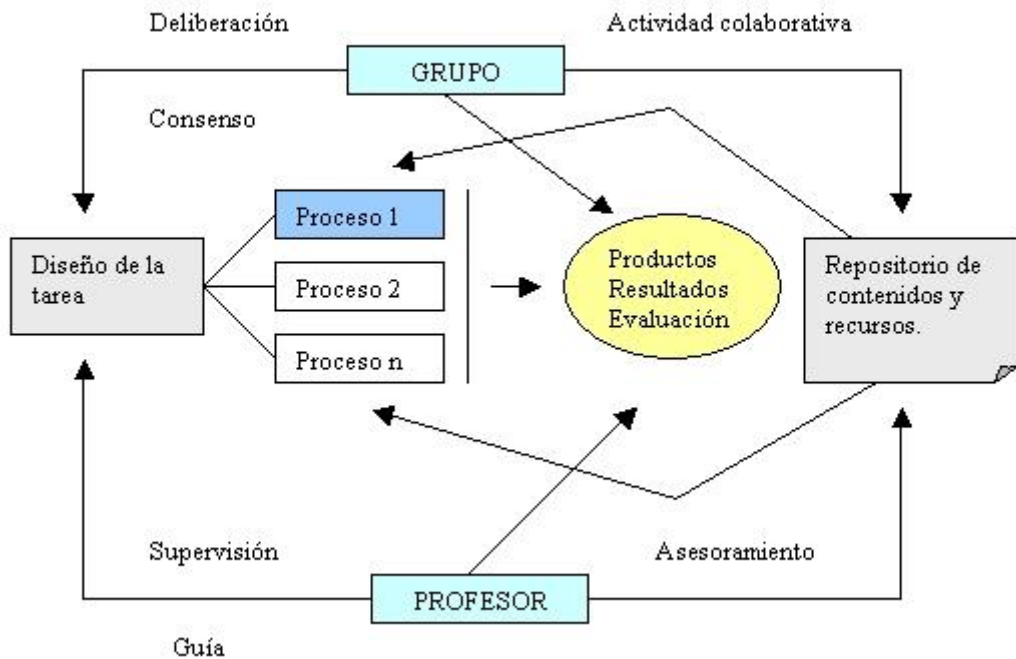 Deliberación
Actividad colaborativa
GRUPO
Consenso
Proceso 1
Diseño de la
tarea
Proceso 2
Proceso n
Productos
Resultados
Evaluación
Repositorio de
contenidos y
recursos.
Supervisión
Asesoramiento
PROFESOR
Guía